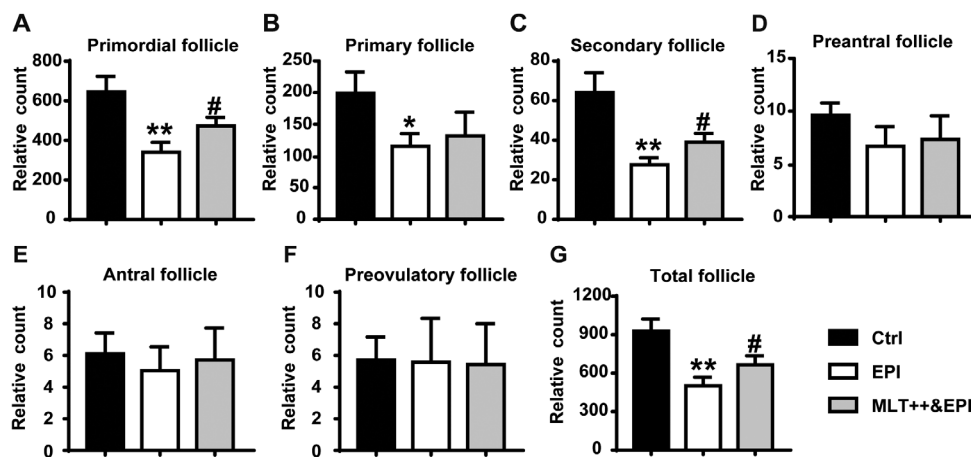 A
Primordial follicle
Relative count
800
600
400
200
0
**
#
B
Primary follicle
Relative count
250
200
150
100
50
0
*
C
Secondary follicle
Relative count
80
60
40
20
0
**
#
D
Preantral follicle
Relative count
15
10
5
0
E
Antral follicle
Relative count
10
8
6
4
2
0
F
Preovulatory follicle
Relative count
10
8
6
4
2
0
G
Total follicle
Relative count
1200
900
600
300
0
**
#
Ctrl
EPI
MLT++&EPI